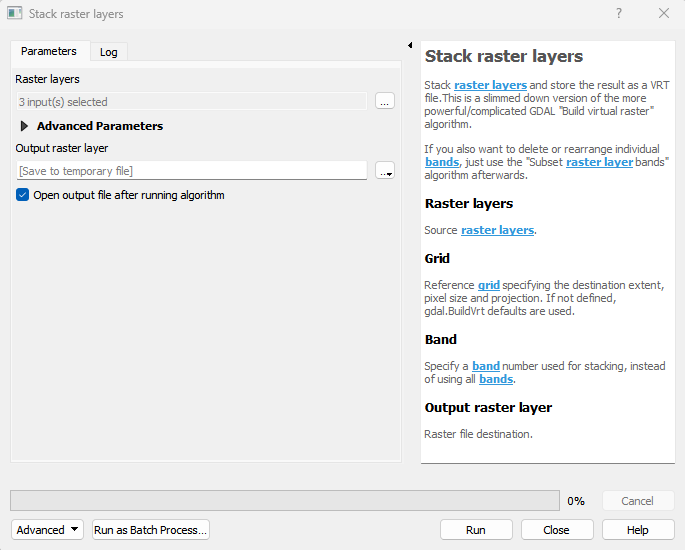 Stack raster layers
?
Parameters
Log
Raster layers
3 input(s) selected
...
Advanced Parameters
Output raster layer
[Save to temporary file]
...
Open output file after running algorithm
Stack raster layers
Stack raster layers and store the result as a VRT
file.This is a slimmed down version of the more
powerful/complicated GDAL "Build virtual raster"
algorithm.
If you also want to delete or rearrange individual
bands, just use the "Subset raster layer bands"
algorithm afterwards.
Raster layers
Source raster layers.
Grid
Reference grid specifying the destination extent,
pixel size and projection. If not defined,
gdal.BuildVrt defaults are used.
Band
Specify a band number used for stacking, instead
of using all bands.
Output raster layer
Raster file destination.
0%
Cancel
Advanced
Run as Batch Process...
Run
Close
Help